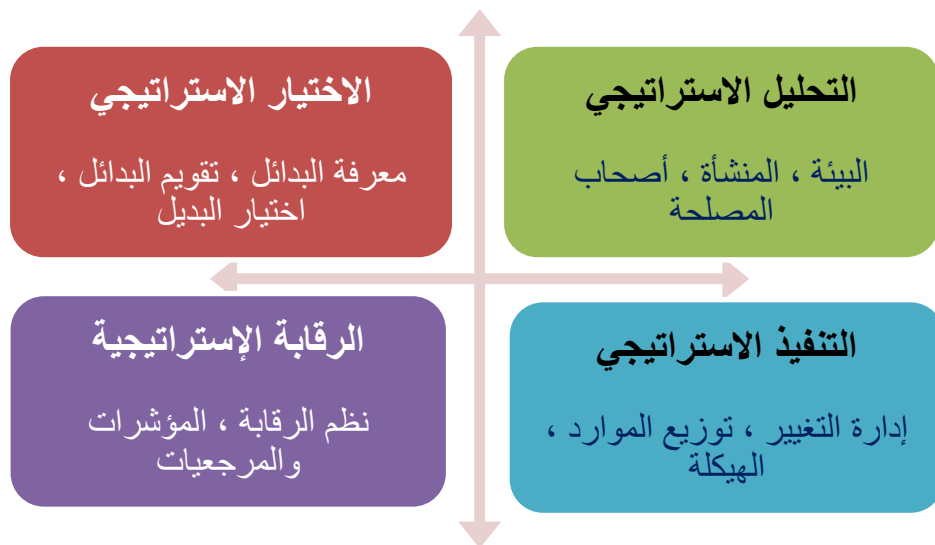 التحليل الاستراتيجي
البيئة ، المنشأة ، أصحاب
المصلحة
الاختيار الاستراتيجي
معرفة البدائل ، تقويم البدائل ،
اختيار البديل
التنفيذ الاستراتيجي
إدارة التغيير ، توزيع الموارد ،
الهيكلة
الرقابة الإستراتيجية
نظم الرقابة ، المؤشرات
والمرجعيات